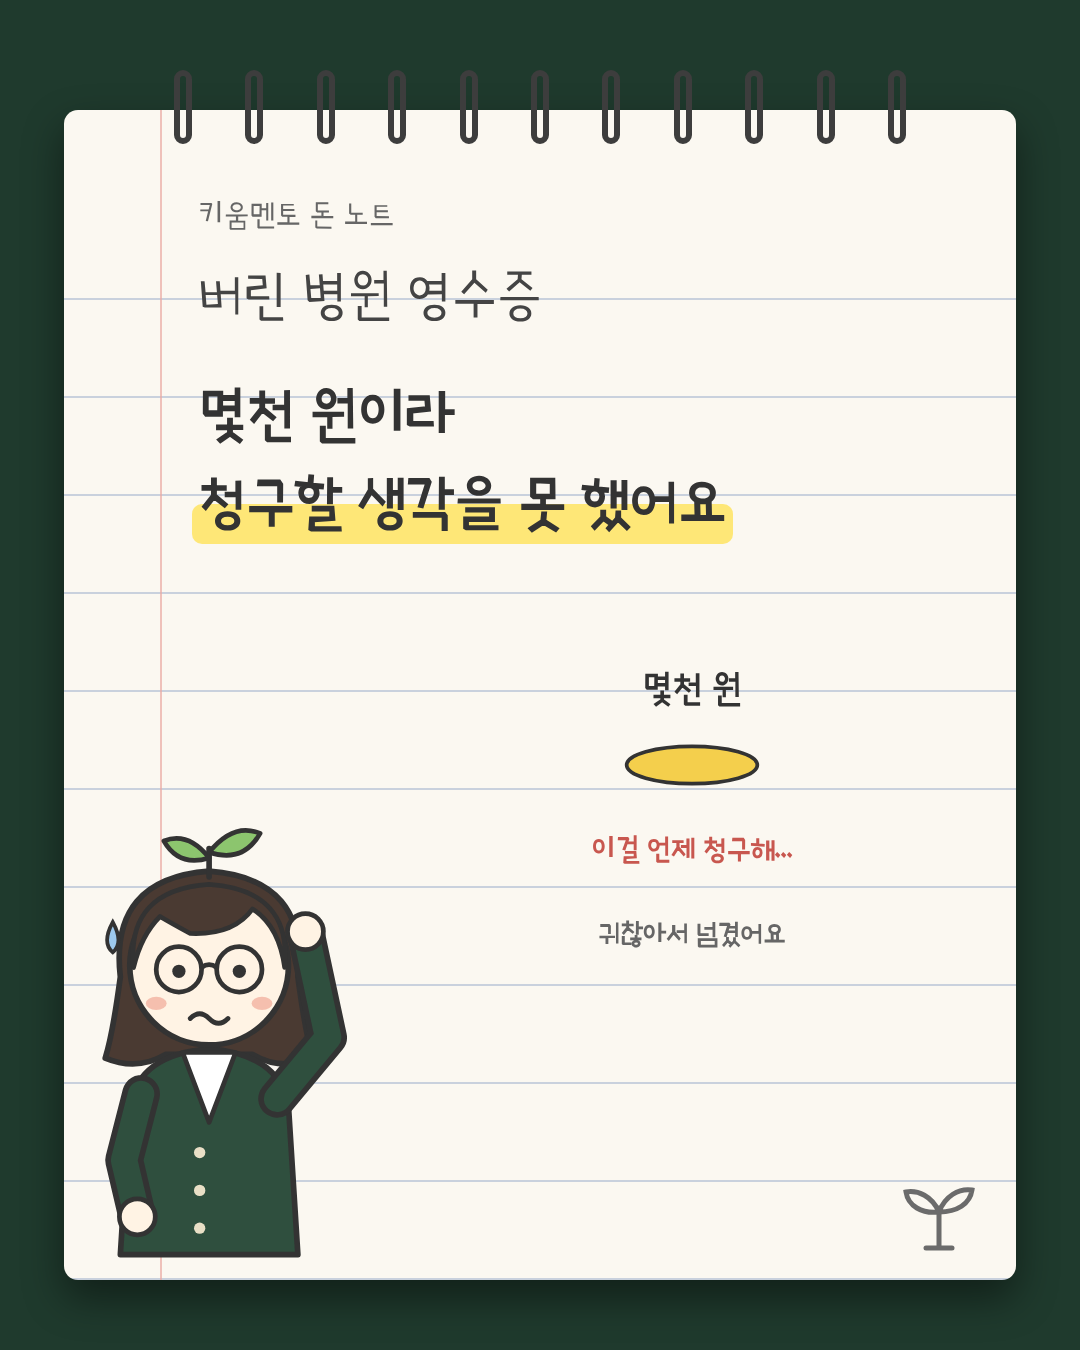 키움멘토 돈 노트
버린 병원 영수증
몇천 원이라
청구할 생각을 못 했어요
몇천 원
이걸 언제 청구해...
귀찮아서 넘겼어요